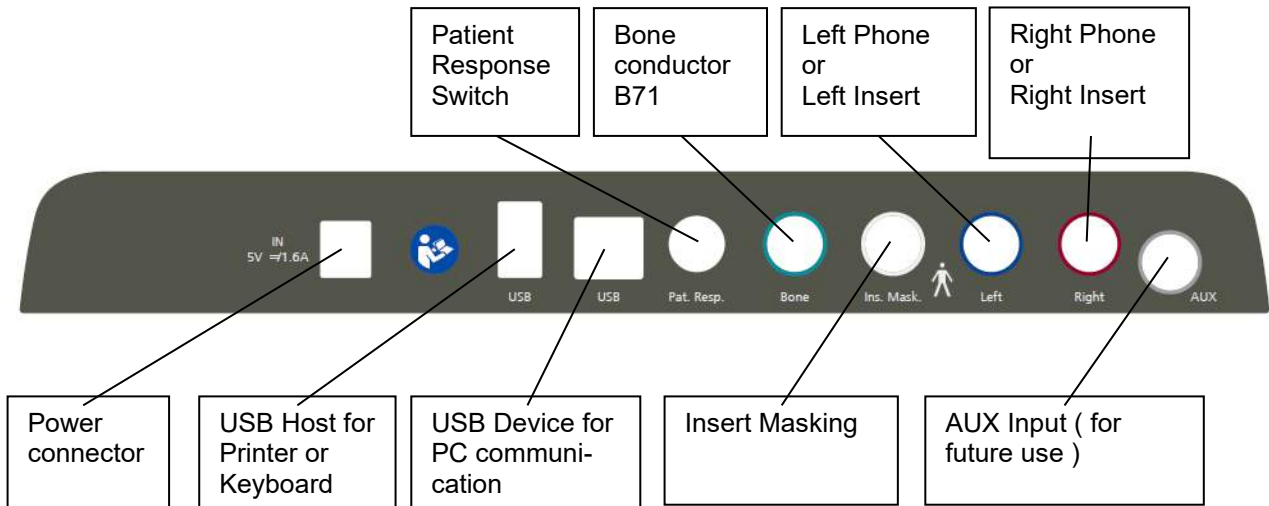 Patient
Response
Switch
Bone
conductor
B71
Left Phone
or
Left Insert
Right Phone
or
Right Insert
IN
5V ⎓/1.6A
USB
USB
Pat. Resp.
Bone
Ins. Mask.
Left
Right
AUX
Power
connector
USB Host for
Printer or
Keyboard
USB Device for
PC communi-
cation
Insert Masking
AUX Input ( for
future use )